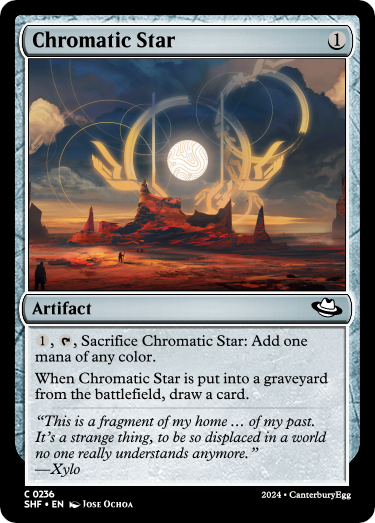 Chromatic Star 1
Artifact
1, , Sacrifice Chromatic Star: Add one
mana of any color.
When Chromatic Star is put into a graveyard
from the battlefield, draw a card.
“This is a fragment of my home … of my past.
It’s a strange thing, to be so displaced in a world
no one really understands anymore.”
—Xylo
C 0236
SHF • EN Jose Ochoa
2024 • CanterburyEgg